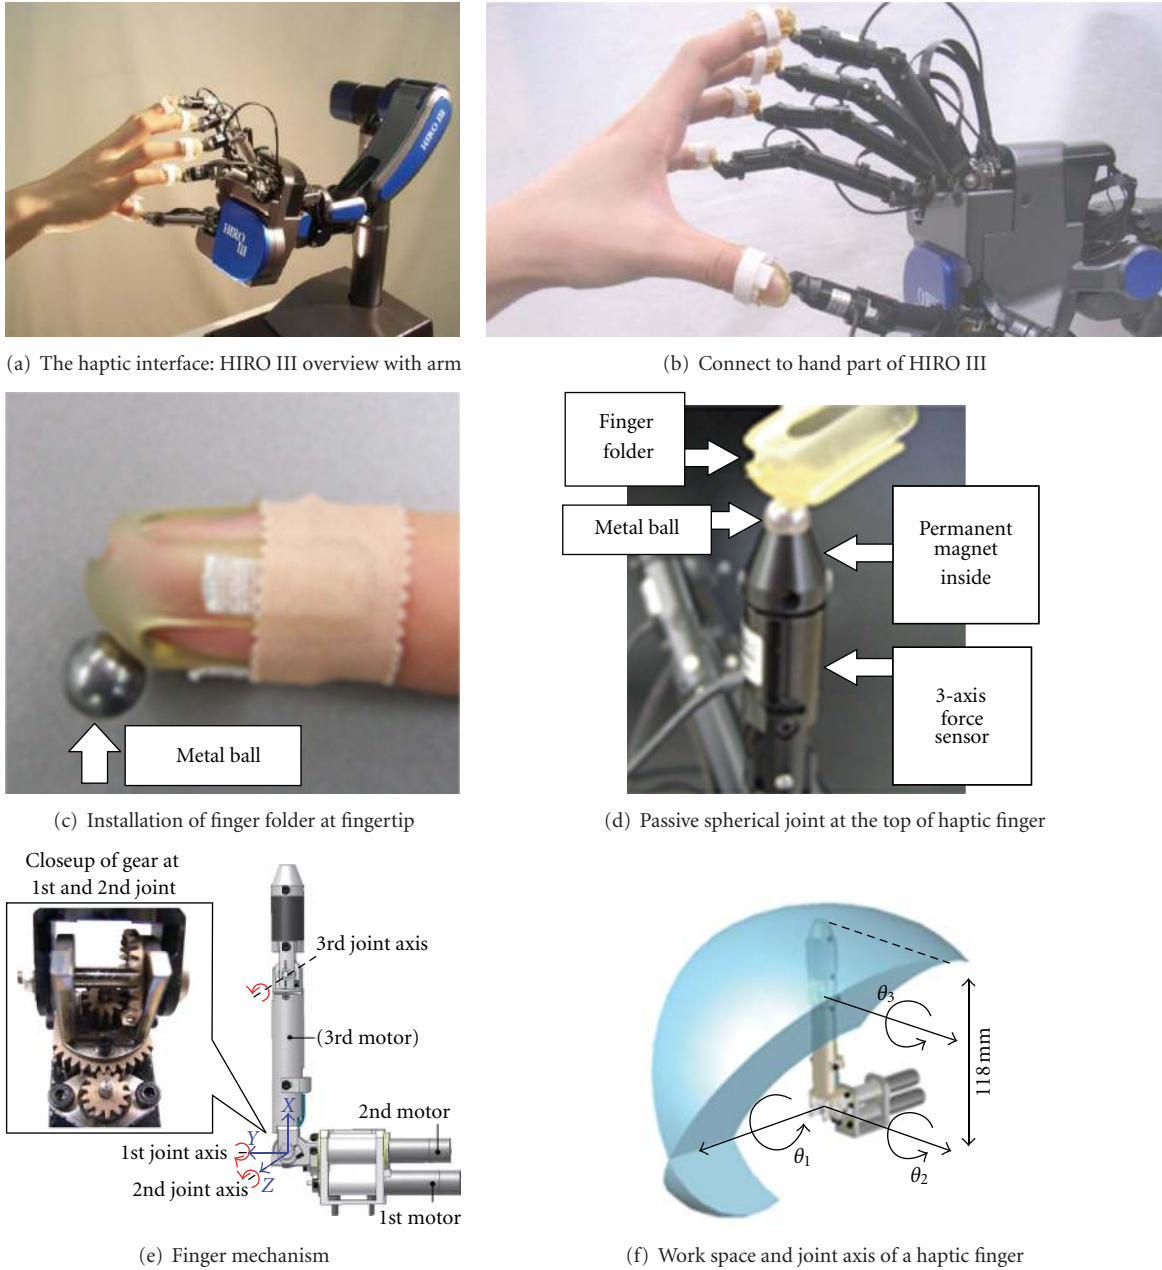 HIRO III
HIRO
III
(a) The haptic interface: HIRO III overview with arm
(b) Connect to hand part of HIRO III
Metal ball
(c) Installation of finger folder at fingertip
Finger
folder
Metal ball
Permanent
magnet
inside
3-axis
force
sensor
(d) Passive spherical joint at the top of haptic finger
Closeup of gear at
1st and 2nd joint
3rd joint axis
(3rd motor)
X
2nd motor
Y
1st joint axis
Z
2nd joint axis
1st motor
(e) Finger mechanism
θ3
118 mm
θ1
θ2
(f) Work space and joint axis of a haptic finger